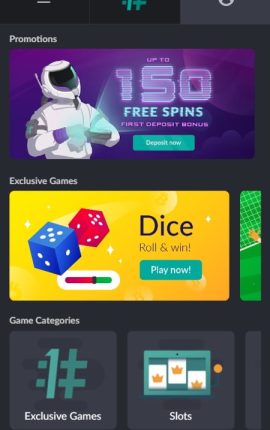 Promotions
UP TO
150
FREE SPINS
FIRST DEPOSIT BONUS
Deposit now
Exclusive Games
Dice
Roll & win!
Play now!
Game Categories
Exclusive Games
Slots